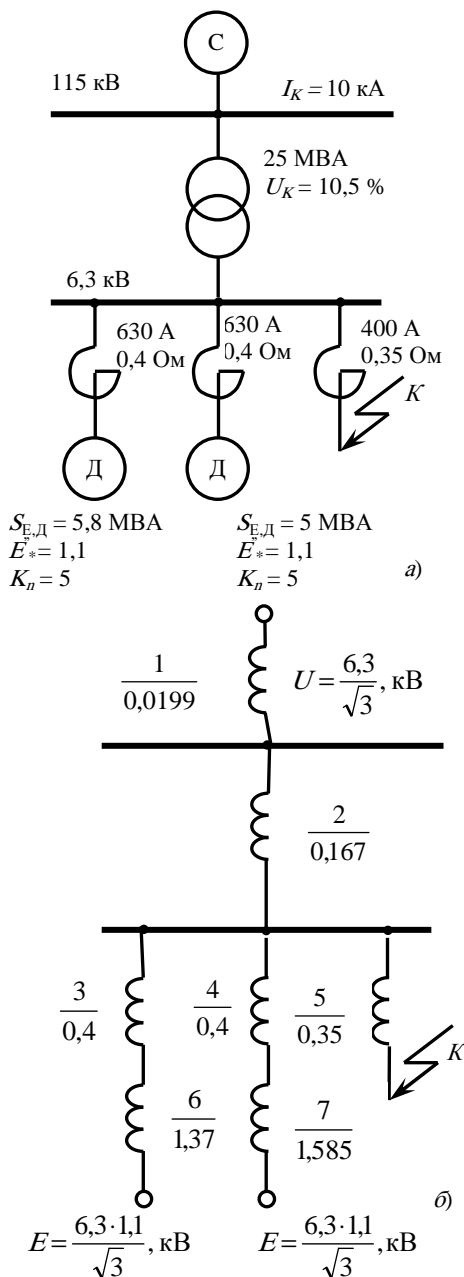 С
115 кВ
I_K = 10 кА
25 МВА
U_K = 10,5 %
6,3 кВ
630 А
0,4 Ом
630 А
0,4 Ом
400 А
0,35 Ом
К
Д
Д
S_Е,Д = 5,8 МВА
E''* = 1,1
K_n = 5
S_Е,Д = 5 МВА
E''* = 1,1
K_n = 5
а)
1
0,0199
U = 6,3/√3, кВ
2
0,167
3
0,4
4
0,4
5
0,35
К
6
1,37
7
1,585
б)
E = 6,3·1,1/√3, кВ
E = 6,3·1,1/√3, кВ